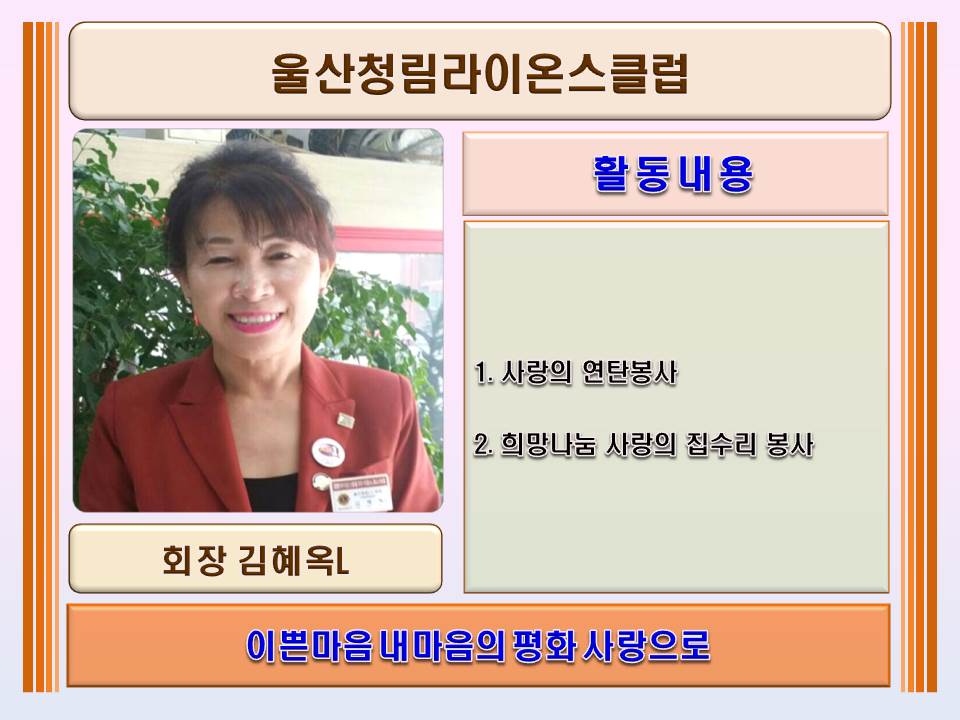 울산청림라이온스클럽
활동내용
1. 사랑의 연탄봉사
2. 희망나눔 사랑의 집수리 봉사
회장 김혜옥L
이쁜마음 내마음의 평화 사랑으로